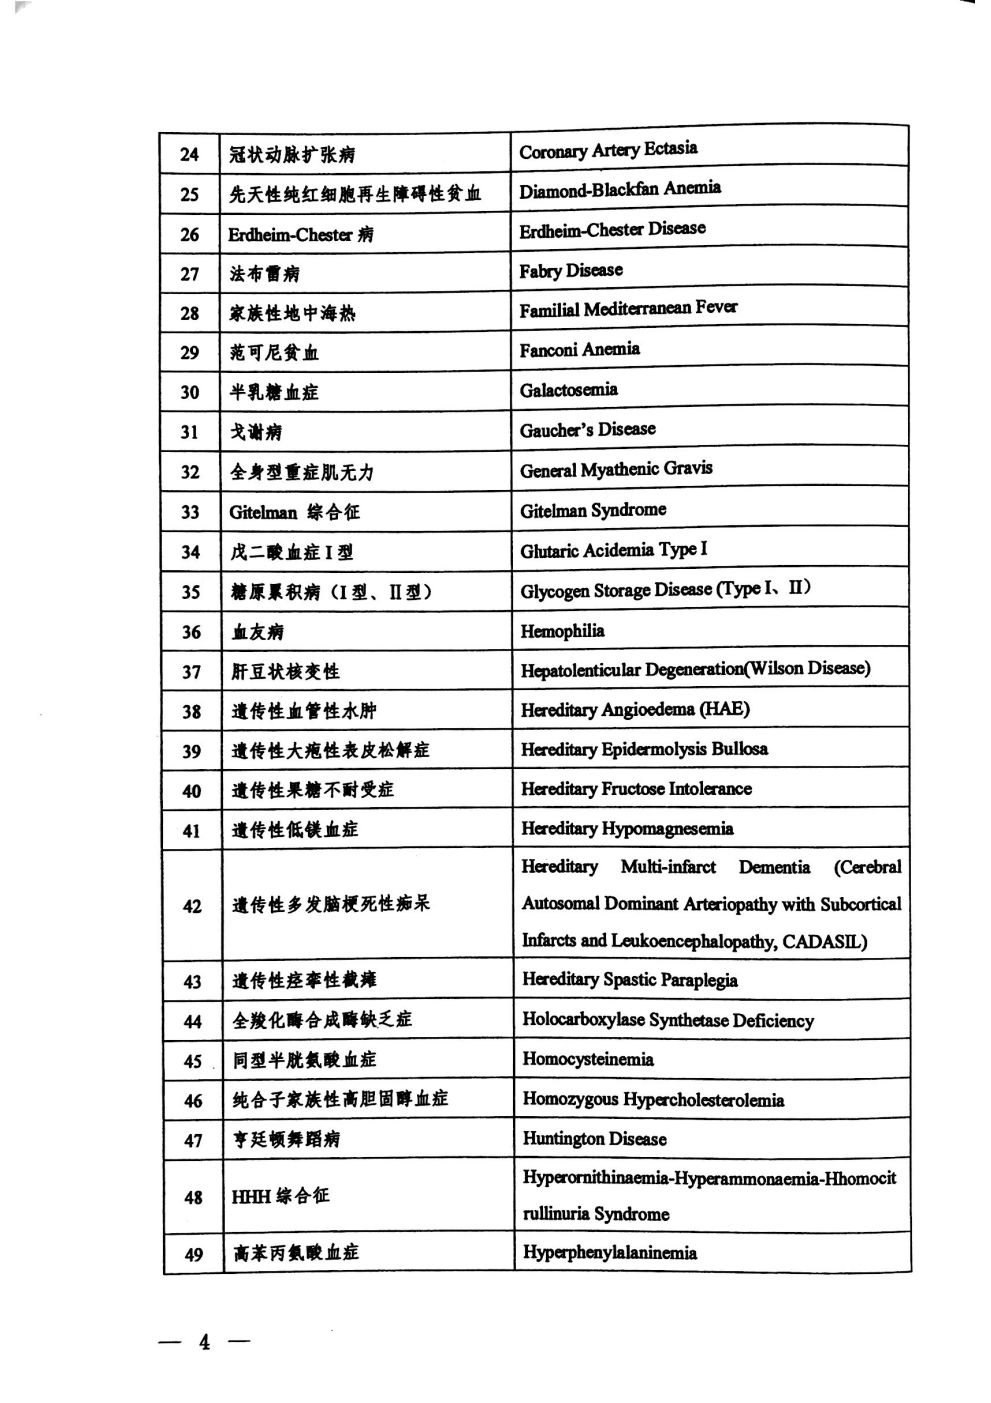 24 冠状动脉扩张病 Coronary Artery Ectasia
25 先天性纯红细胞再生障碍性贫血 Diamond-Blackfan Anemia
26 Erdheim-Chester 病 Erdheim-Chester Disease
27 法布雷病 Fabry Disease
28 家族性地中海热 Familial Mediterranean Fever
29 范可尼贫血 Fanconi Anemia
30 半乳糖血症 Galactosemia
31 戈谢病 Gaucher's Disease
32 全身型重症肌无力 General Myathenic Gravis
33 Gitelman 综合征 Gitelman Syndrome
34 戊二酸血症 I 型 Glutaric Acidemia Type I
35 糖原累积病（I 型、II 型） Glycogen Storage Disease (Type I、II）
36 血友病 Hemophilia
37 肝豆状核变性 Hepatolenticular Degeneration(Wilson Disease)
38 遗传性血管性水肿 Hereditary Angioedema (HAE)
39 遗传性大疱性表皮松解症 Hereditary Epidermolysis Bullosa
40 遗传性果糖不耐受症 Hereditary Fructose Intolerance
41 遗传性低镁血症 Hereditary Hypomagnesemia
42 遗传性多发脑梗死性痴呆 Hereditary Multi-infarct Dementia (Cerebral
Autosomal Dominant Arteriopathy with Subcortical
Infarcts and Leukoencephalopathy, CADASIL)
43 遗传性痉挛性截瘫 Hereditary Spastic Paraplegia
44 全羧化酶合成酶缺乏症 Holocarboxylase Synthetase Deficiency
45 同型半胱氨酸血症 Homocysteinemia
46 纯合子家族性高胆固醇血症 Homozygous Hypercholesterolemia
47 亨廷顿舞蹈病 Huntington Disease
48 HHH 综合征 Hyperornithinaemia-Hyperammonaemia-Hhomocit
rullinuria Syndrome
49 高苯丙氨酸血症 Hyperphenylalaninemia
— 4 —